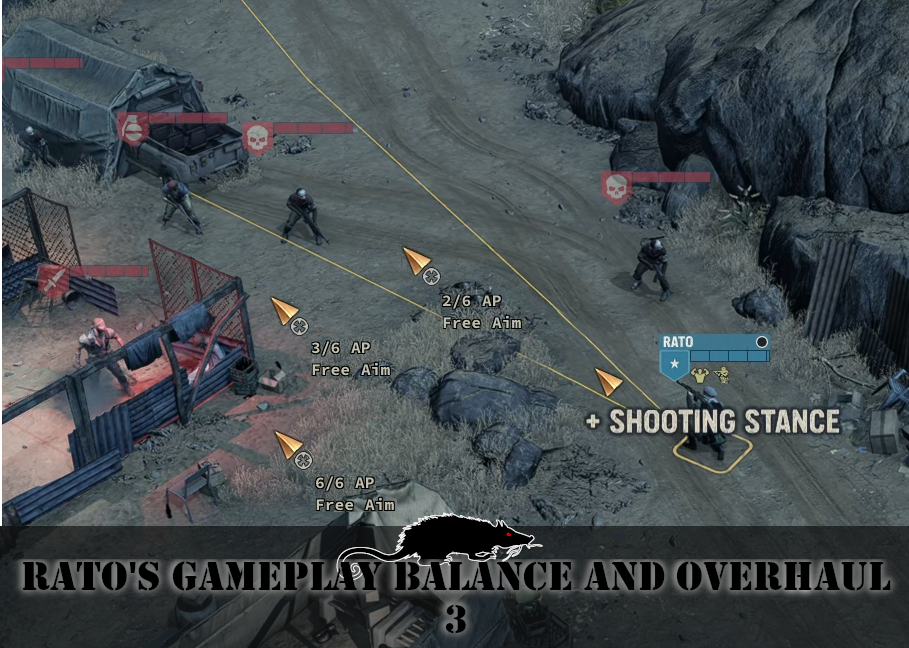 2/6 AP
Free Aim
3/6 AP
Free Aim
RATO
+ SHOOTING STANCE
6/6 AP
Free Aim
RATO'S GAMEPLAY BALANCE AND OVERHAUL
3